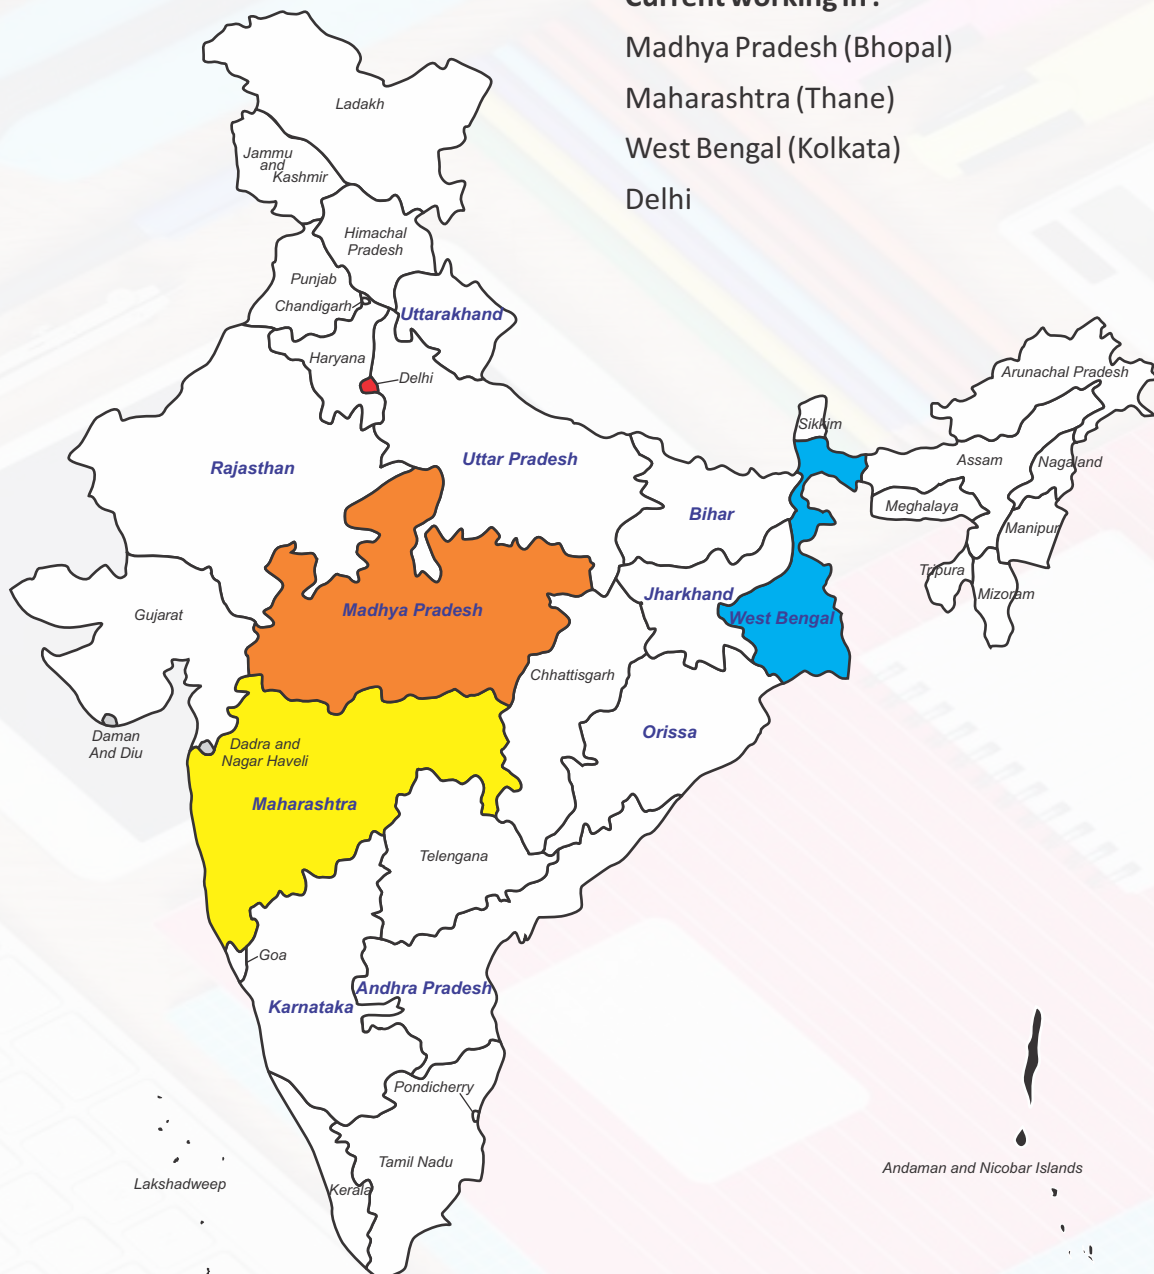 Current working in :
Madhya Pradesh (Bhopal)
Maharashtra (Thane)
West Bengal (Kolkata)
Delhi
Ladakh
Jammu
and
Kashmir
Himachal
Pradesh
Punjab
Chandigarh
Uttarakhand
Haryana
Delhi
Arunachal Pradesh
Sikkim
Rajasthan
Uttar Pradesh
Assam
Nagaland
Bihar
Meghalaya
Manipur
Tripura
Mizoram
Gujarat
Madhya Pradesh
Jharkhand
West Bengal
Chhattisgarh
Daman
And Diu
Dadra and
Nagar Haveli
Orissa
Maharashtra
Telengana
Goa
Karnataka
Andhra Pradesh
Pondicherry
Tamil Nadu
Kerala
Lakshadweep
Andaman and Nicobar Islands